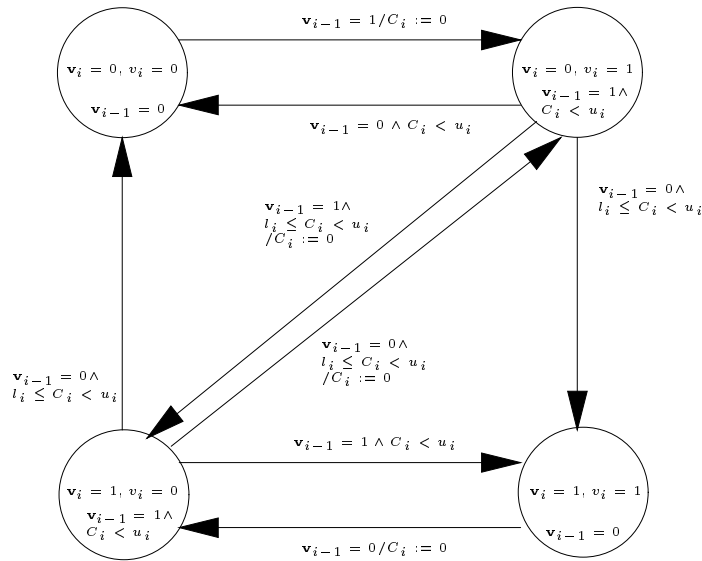 v_{i−1} = 1/C_i := 0
v_i = 0, v_i = 0
v_{i−1} = 0
v_i = 0, v_i = 1
v_{i−1} = 1∧
C_i < u_i
v_{i−1} = 0 ∧ C_i < u_i
v_{i−1} = 0∧
l_i ≤ C_i < u_i
v_{i−1} = 1∧
l_i ≤ C_i < u_i
/C_i := 0
v_{i−1} = 0∧
l_i ≤ C_i < u_i
/C_i := 0
v_{i−1} = 0∧
l_i ≤ C_i < u_i
v_{i−1} = 1 ∧ C_i < u_i
v_i = 1, v_i = 0
v_{i−1} = 1∧
C_i < u_i
v_i = 1, v_i = 1
v_{i−1} = 0
v_{i−1} = 0/C_i := 0